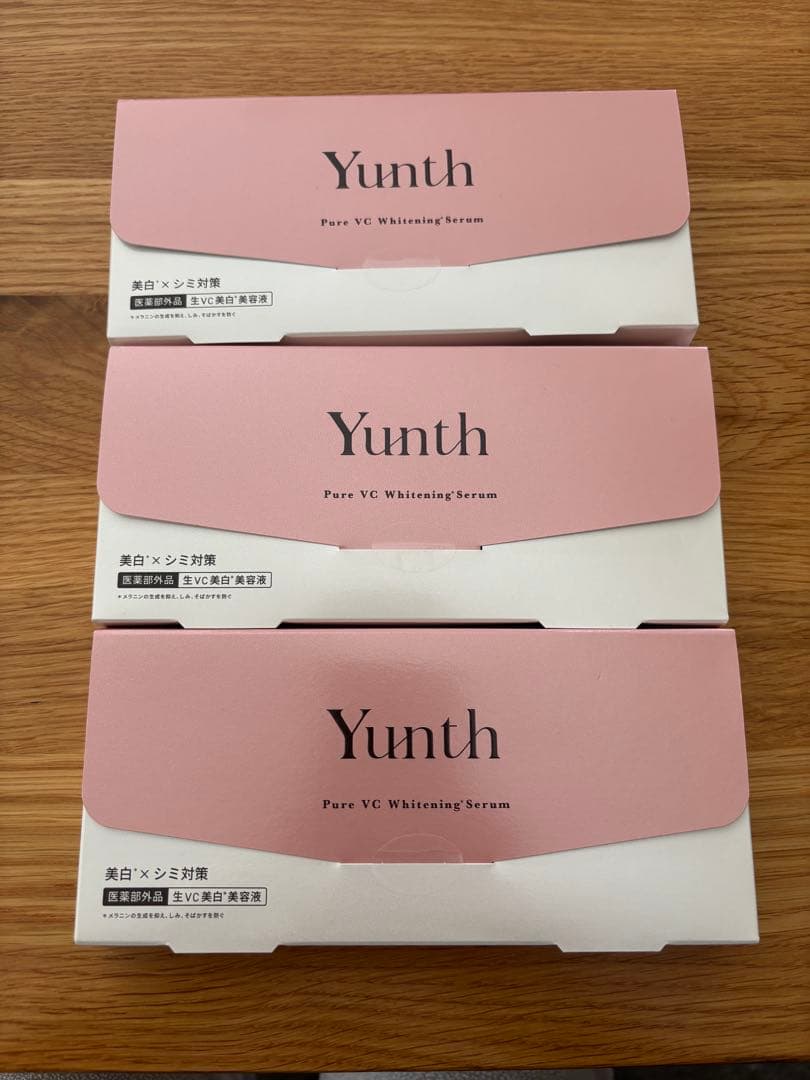 Yunth
Pure VC Whitening*Serum
美白*×シミ対策
医薬部外品 生VC美白*美容液
*メラニンの生成を抑え、しみ、そばかすを防ぐ
Yunth
Pure VC Whitening*Serum
美白*×シミ対策
医薬部外品 生VC美白*美容液
*メラニンの生成を抑え、しみ、そばかすを防ぐ
Yunth
Pure VC Whitening*Serum
美白*×シミ対策
医薬部外品 生VC美白*美容液
*メラニンの生成を抑え、しみ、そばかすを防ぐ